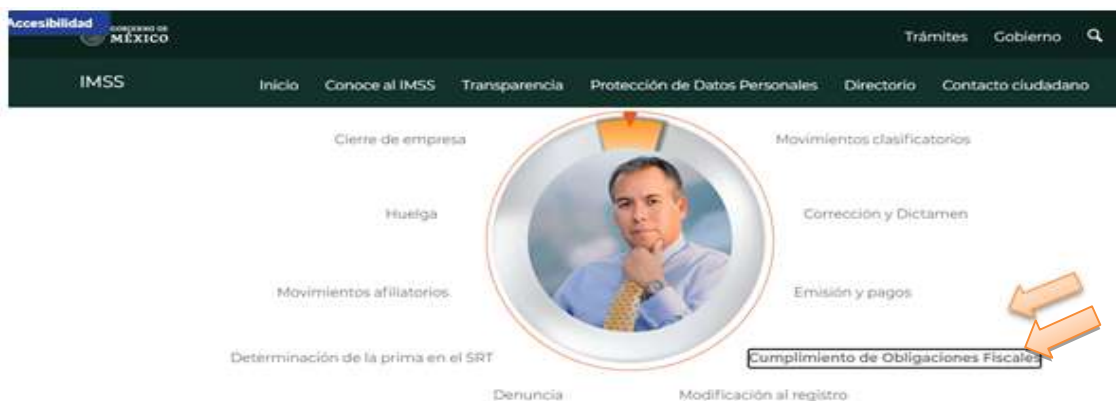 Accesibilidad
GOBIERNO DE
MÉXICO
Trámites Gobierno
IMSS Inicio Conoce al IMSS Transparencia Protección de Datos Personales Directorio Contacto ciudadano
Cierre de empresa Movimientos clasificatorios
Huelga Corrección y Dictamen
Movimientos afiliatorios Emisión y pagos
Determinación de la prima en el SRT Cumplimiento de Obligaciones Fiscales
Denuncia Modificación al registro